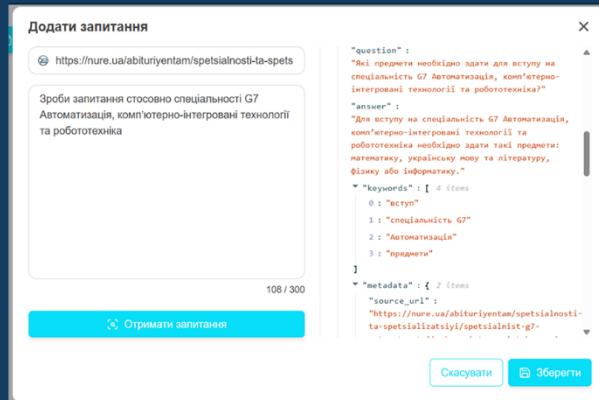 Додати запитання
https://nure.ua/abituriyentam/spetsialnosti-ta-spets
Зроби запитання стосовно спеціальності G7
Автоматизація, комп'ютерно-інтегровані технології
та робототехніка
108 / 300
Отримати запитання
"question" :
"Які предмети необхідно здати для вступу на
спеціальність G7 Автоматизація, комп'ютерно-
інтегровані технології та робототехніка?"
"answer" :
"Для вступу на спеціальність G7 Автоматизація,
комп'ютерно-інтегровані технології та
робототехніка необхідно здати такі предмети:
математику, українську мову та літературу,
фізику або інформатику."
"keywords" : [ 4 items
0 : "вступ"
1 : "спеціальність G7"
2 : "Автоматизація"
3 : "предмети"
]
"metadata" : { 2 items
"source_url" :
"https://nure.ua/abituriyentam/spetsialnosti-
ta-spetsializatsiyi/spetsialnist-g7-
Скасувати
Зберегти